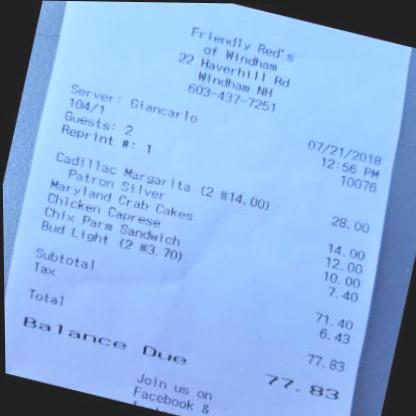 Friendly Red's
of Windham
22 Haverhill Rd
Windham NH
603-437-7251
Server: Giancarlo 07/21/2018
104/1 12:56 PM
Guests: 2 10076
Reprint #: 1
Cadillac Margarita (2 @14.00) 28.00
Patron Silver
Maryland Crab Cakes 14.00
Chicken Caprese 12.00
Chix Parm Sandwich 10.00
Bud Light (2 @3.70) 7.40
Subtotal 71.40
Tax 6.43
Total 77.83
Balance Due 77.83
Join us on
Facebook &